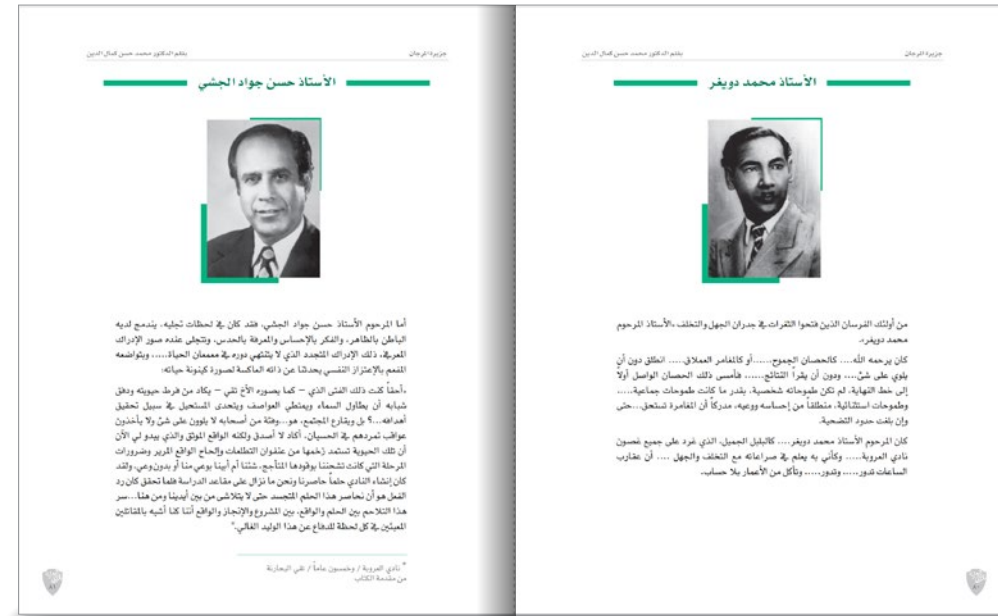 جزيرة المرجان
بقلم الدكتور محمد حسن كمال الدين
الأستاذ محمد دويغر
من أولئك الفرسان الذين فتحوا الثغرات في جدران الجهل والتخلف، الأستاذ المرحوم
محمد دويغر.
كان يرحمه الله.... كالحصان الجموح......أو كالمغامر العملاق.... انطلق دون أن
يلوي على شئ.... ودون أن يقرأ النتائج...... فأمسى ذلك الحصان الواصل أولاً
إلى خط النهاية، لم تكن طموحاته شخصية، بقدر ما كانت طموحات جماعية.....
وطموحات استثنائية، منطلقاً من إحساسه ووعيه، مدركاً أن المغامرة تستحق...حتى
وإن بلغت حدود التضحية.
كان المرحوم الأستاذ محمد دويغر.... كالبلبل الجميل، الذي غرد على جميع غصون
نادي العروبة..... وكأني به يعلم في صراعاته مع التخلف والجهل .... أن عقارب
الساعات تدور..... وتدور..... وتأكل من الأعمار بلا حساب.
جزيرة المرجان
بقلم الدكتور محمد حسن كمال الدين
الأستاذ حسن جواد الجشي
أما المرحوم الأستاذ حسن جواد الجشي، فقد كان في لحظات تجليه، يندمج لديه
الباطن بالظاهر، والفكر بالإحساس والمعرفة بالحدس، وتتجلى عنده صور الإدراك
المعرفي، ذلك الإدراك المتجدد الذي لا ينتهي دوره في معمعان الحياة.....، وبتواضعه
المفعم بالإعتزاز النفسي يحدثنا عن ذاته العاكسة لصورة كينونة حياته:
«أحقاً كنت ذلك الفتى الذي – كما يصوره الأخ تقي – يكاد من فرط حيويته ودفق
شبابه أن يطاول السماء ويمتطي العواصف ويتحدى المستحيل في سبيل تحقيق
أهدافه...؟ بل ويقارع المجتمع، هو...وفئة من أصحابه لا يلوون على شئ ولا يأخذون
عواقب تمردهم في الحسبان، أكاد لا أصدق ولكنه الواقع الموثق والذي يبدو لي الآن
أن تلك الحيوية تستمد زخمها من عنفوان التطلعات وإلحاح الواقع المرير وضرورات
المرحلة التي كانت تشحننا بوقودها المتأجج، شئنا أم أبينا بوعي منا أو بدون وعي، ولقد
كان إنشاء النادي حلماً حاصرنا ونحن ما نزال على مقاعد الدراسة فلما تحقق كان رد
الفعل هو أن نحاصر هذا الحلم المتجسد حتى لا يتلاشى من بين أيدينا ومن هنا...سر
هذا التلاحم بين الحلم والواقع، بين المشروع والإنجاز والواقع أننا كنا أشبه بالمقاتلين
المعبئين في كل لحظة للدفاع عن هذا الوليد الغالي.*
* نادي العروبة / وخمسون عاماً / تقي البحارنة
من مقدمة الكتاب